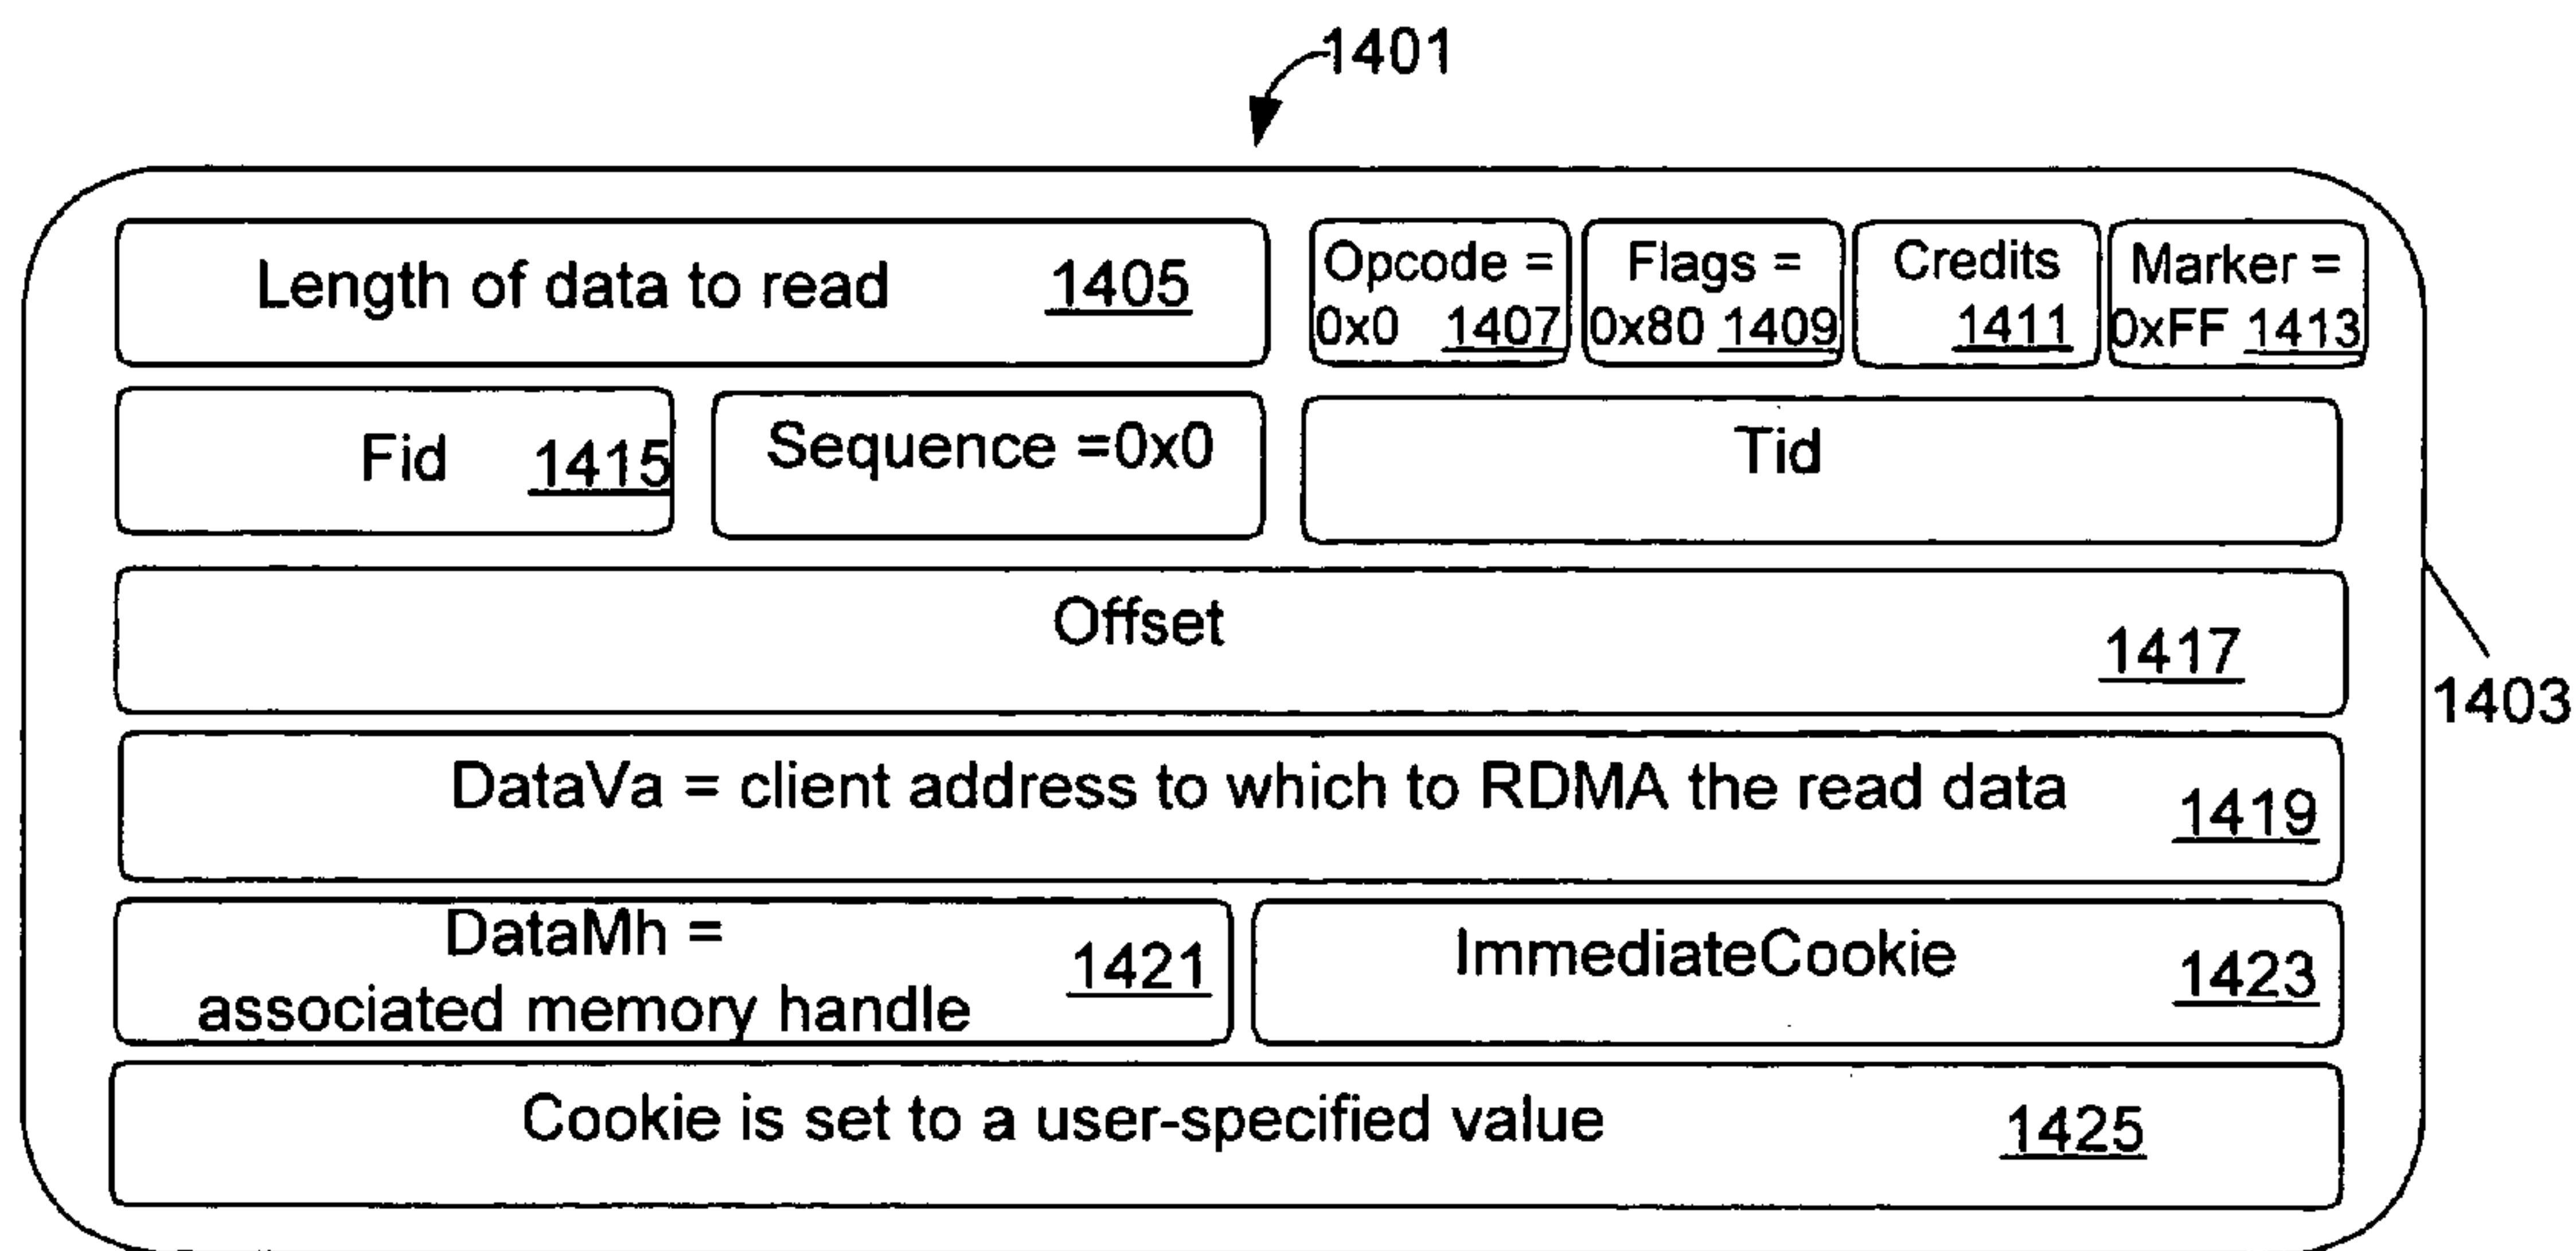 1401
Length of data to read 1405
Opcode =
0x0 1407
Flags =
0x80 1409
Credits
1411
Marker =
0xFF 1413
Fid 1415
Sequence =0x0
Tid
Offset
1417
1403
DataVa = client address to which to RDMA the read data 1419
DataMh =
associated memory handle 1421
ImmediateCookie 1423
Cookie is set to a user-specified value 1425